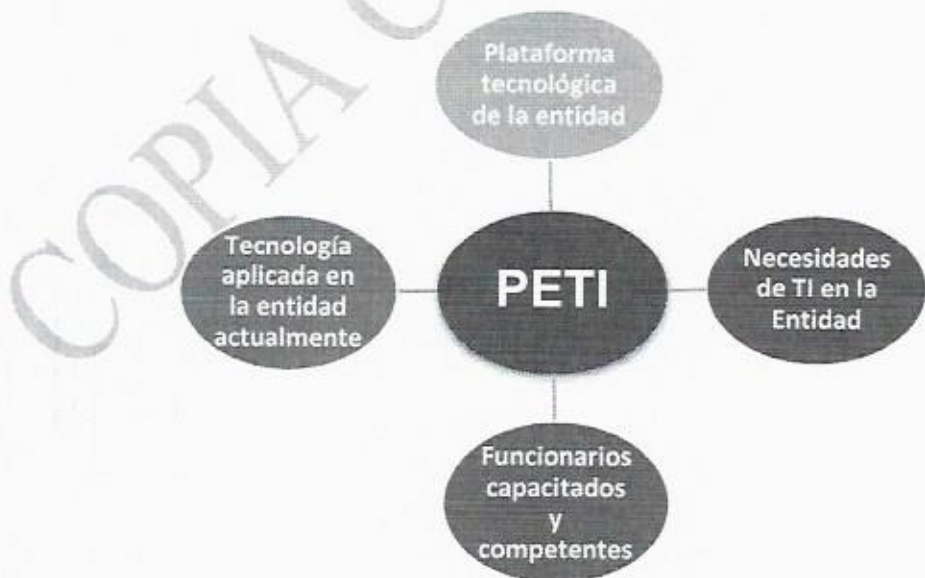 COPIA C
Plataforma
tecnológica
de la entidad
Tecnología
aplicada en
la entidad
actualmente
PETI
Necesidades
de TI en la
Entidad
Funcionarios
capacitados
y
competentes